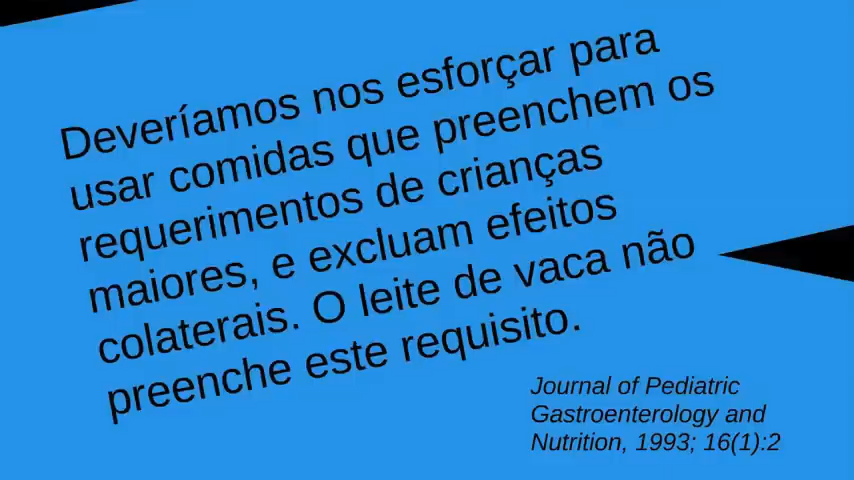 Deveríamos nos esforçar para
usar comidas que preenchem os
requerimentos de crianças
maiores, e excluam efeitos
colaterais. O leite de vaca não
preenche este requisito.
Journal of Pediatric
Gastroenterology and
Nutrition, 1993; 16(1):2